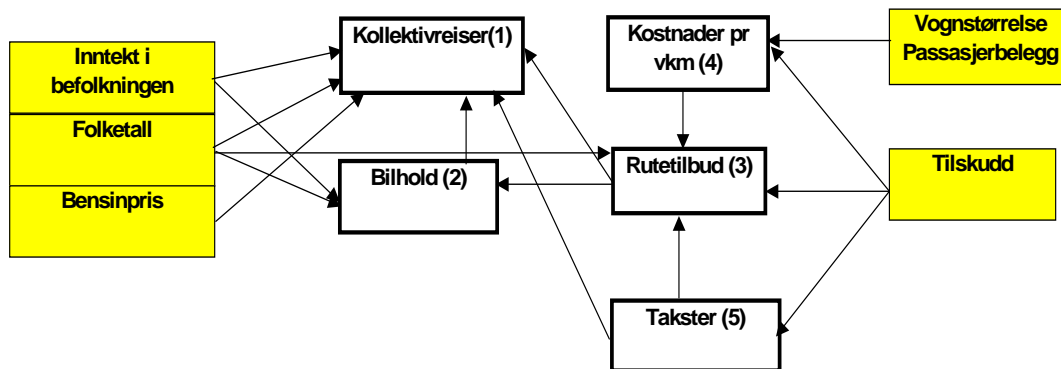 Inntekt i
befolkningen
Folketall
Bensinpris
Kollektivreiser(1)
Bilhold (2)
Kostnader pr
vkm (4)
Rutetilbud (3)
Takster (5)
Vognstørrelse
Passasjerbelegg
Tilskudd